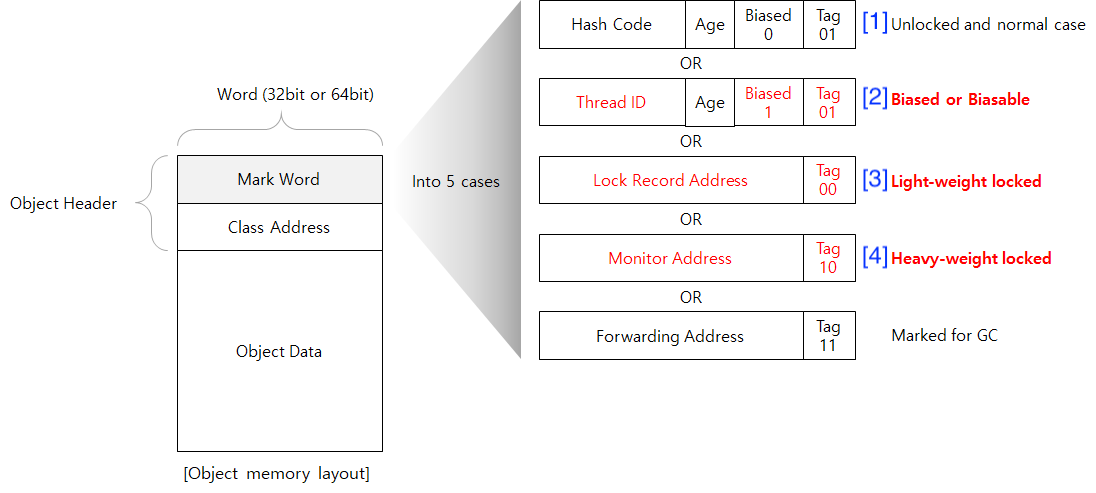 Word (32bit or 64bit)
Object Header
Mark Word
Class Address
Object Data
[Object memory layout]
Into 5 cases
Hash Code
Age
Biased
0
Tag
01
[1] Unlocked and normal case
OR
Thread ID
Age
Biased
1
Tag
01
[2] Biased or Biasable
OR
Lock Record Address
Tag
00
[3] Light-weight locked
OR
Monitor Address
Tag
10
[4] Heavy-weight locked
OR
Forwarding Address
Tag
11
Marked for GC